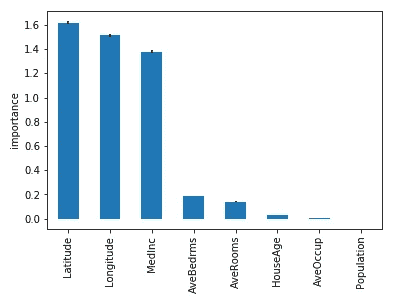 importance
1.6
1.4
1.2
1.0
0.8
0.6
0.4
0.2
0.0
Latitude
Longitude
MedInc
AveBedrms
AveRooms
HouseAge
AveOccup
Population